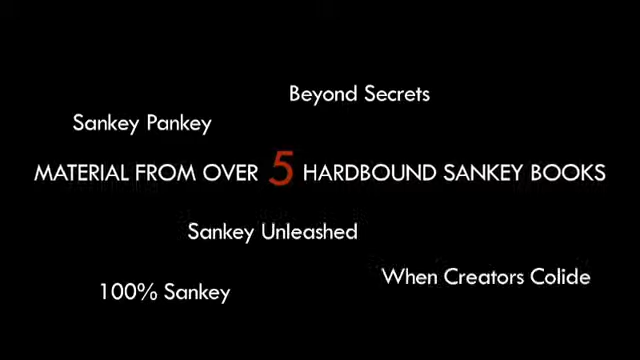 Beyond Secrets
Sankey Pankey
MATERIAL FROM OVER 5 HARDBOUND SANKEY BOOKS
Sankey Unleashed
When Creators Colide
100% Sankey